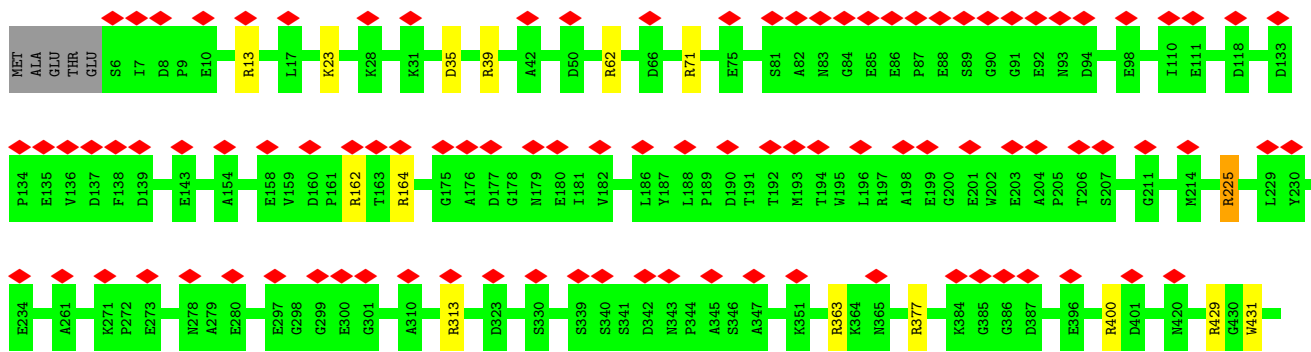 MET ALA GLU THR GLU S6 I7 D8 P9 E10 R13 L17 K23 K28 K31 D35 R39 A42 D50 R62 D66 R71 E75 S81 A82 N83 G84 E85 E86 P87 E88 S89 G90 G91 E92 N93 D94 E98 I110 E111 D118 D133
P134 E135 V136 D137 F138 D139 E143 A154 E158 V159 D160 P161 R162 T163 R164 G175 A176 D177 G178 N179 E180 I181 V182 L186 Y187 L188 P189 D190 T191 T192 M193 T194 W195 L196 R197 A198 E199 G200 E201 W202 E203 A204 P205 T206 S207 G211 M214 R225 L229 Y230
E234 A261 K271 P272 E273 N278 A279 E280 E297 G298 G299 E300 G301 A310 R313 D323 S330 S339 S340 S341 D342 N343 P344 A345 S346 A347 K351 R363 K364 N365 R377 K384 G385 G386 D387 E396 R400 D401 N420 R429 G430 W431